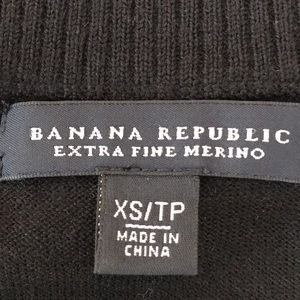 BANANA REPUBLIC
EXTRA FINE MERINO
XS/TP
MADE IN
CHINA